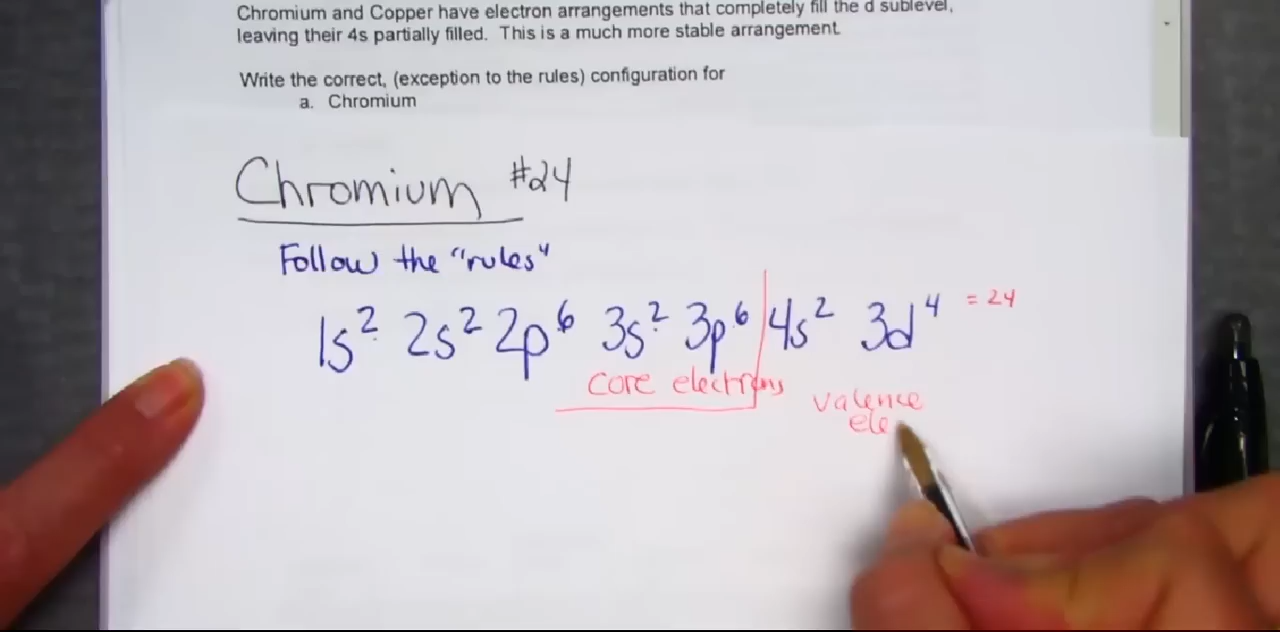 Chromium and Copper have electron arrangements that completely fill the d sublevel,
leaving their 4s partially filled. This is a much more stable arrangement.
Write the correct, (exception to the rules) configuration for
a. Chromium
Chromium #24
Follow the "rules"
1s² 2s² 2p⁶ 3s² 3p⁶ 4s² 3d⁴ = 24
core electrons
valence
ele